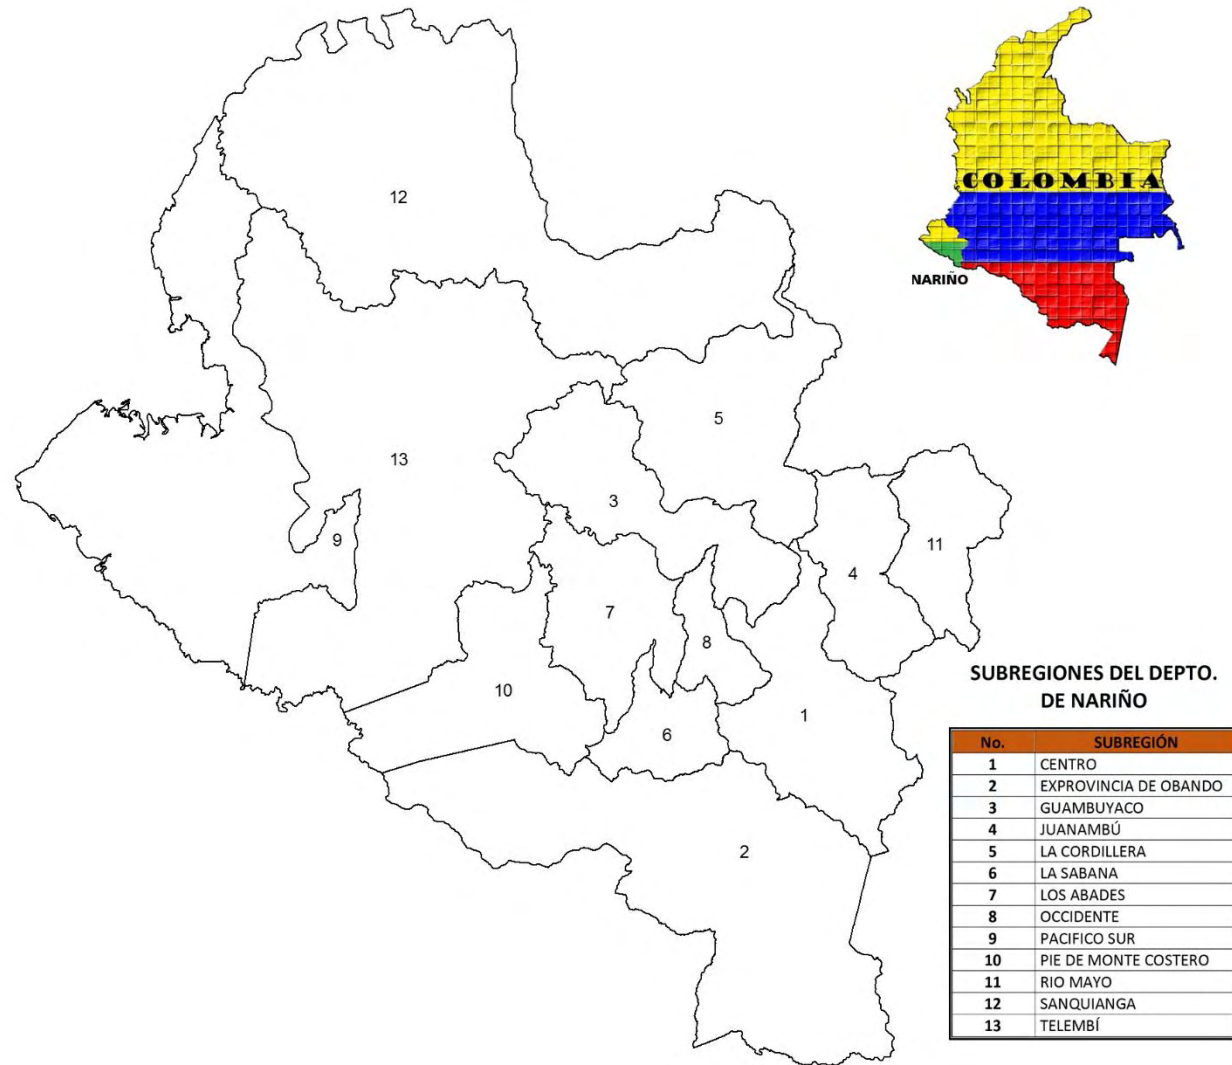 COLOMBIA
NARIÑO
12
5
13
3
9
11
4
7
8
10
1
6
2
SUBREGIONES DEL DEPTO.
DE NARIÑO
No. SUBREGIÓN
1 CENTRO
2 EXPROVINCIA DE OBANDO
3 GUAMBUYACO
4 JUANAMBÚ
5 LA CORDILLERA
6 LA SABANA
7 LOS ABADES
8 OCCIDENTE
9 PACIFICO SUR
10 PIE DE MONTE COSTERO
11 RIO MAYO
12 SANQUIANGA
13 TELEMBÍ